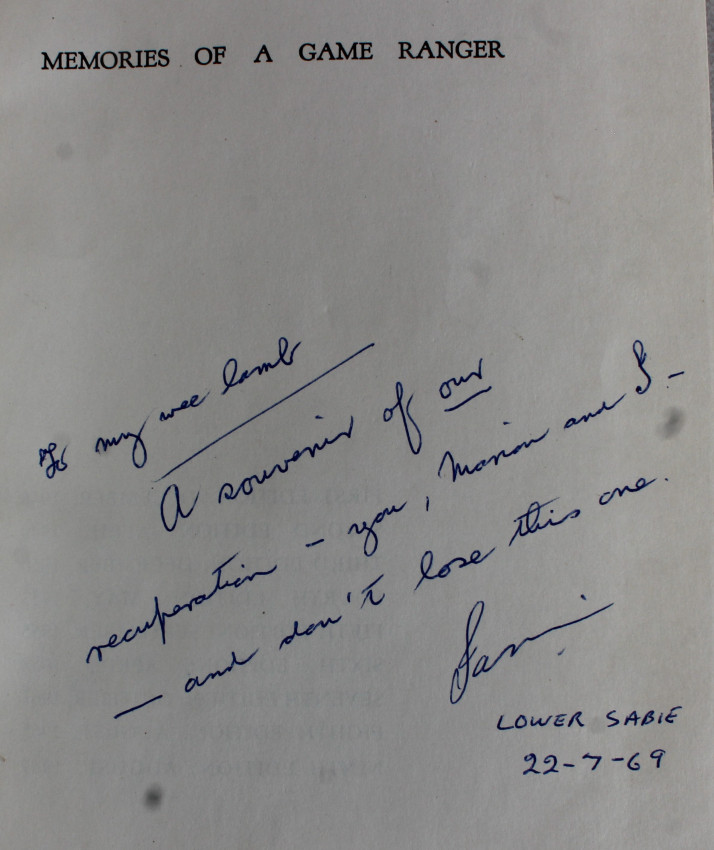 MEMORIES OF A GAME RANGER
To my wee lamb
A souvenir of our
recuperation – you, Marion and I –
– and don't lose this one.
LOWER SABIE
22-7-69